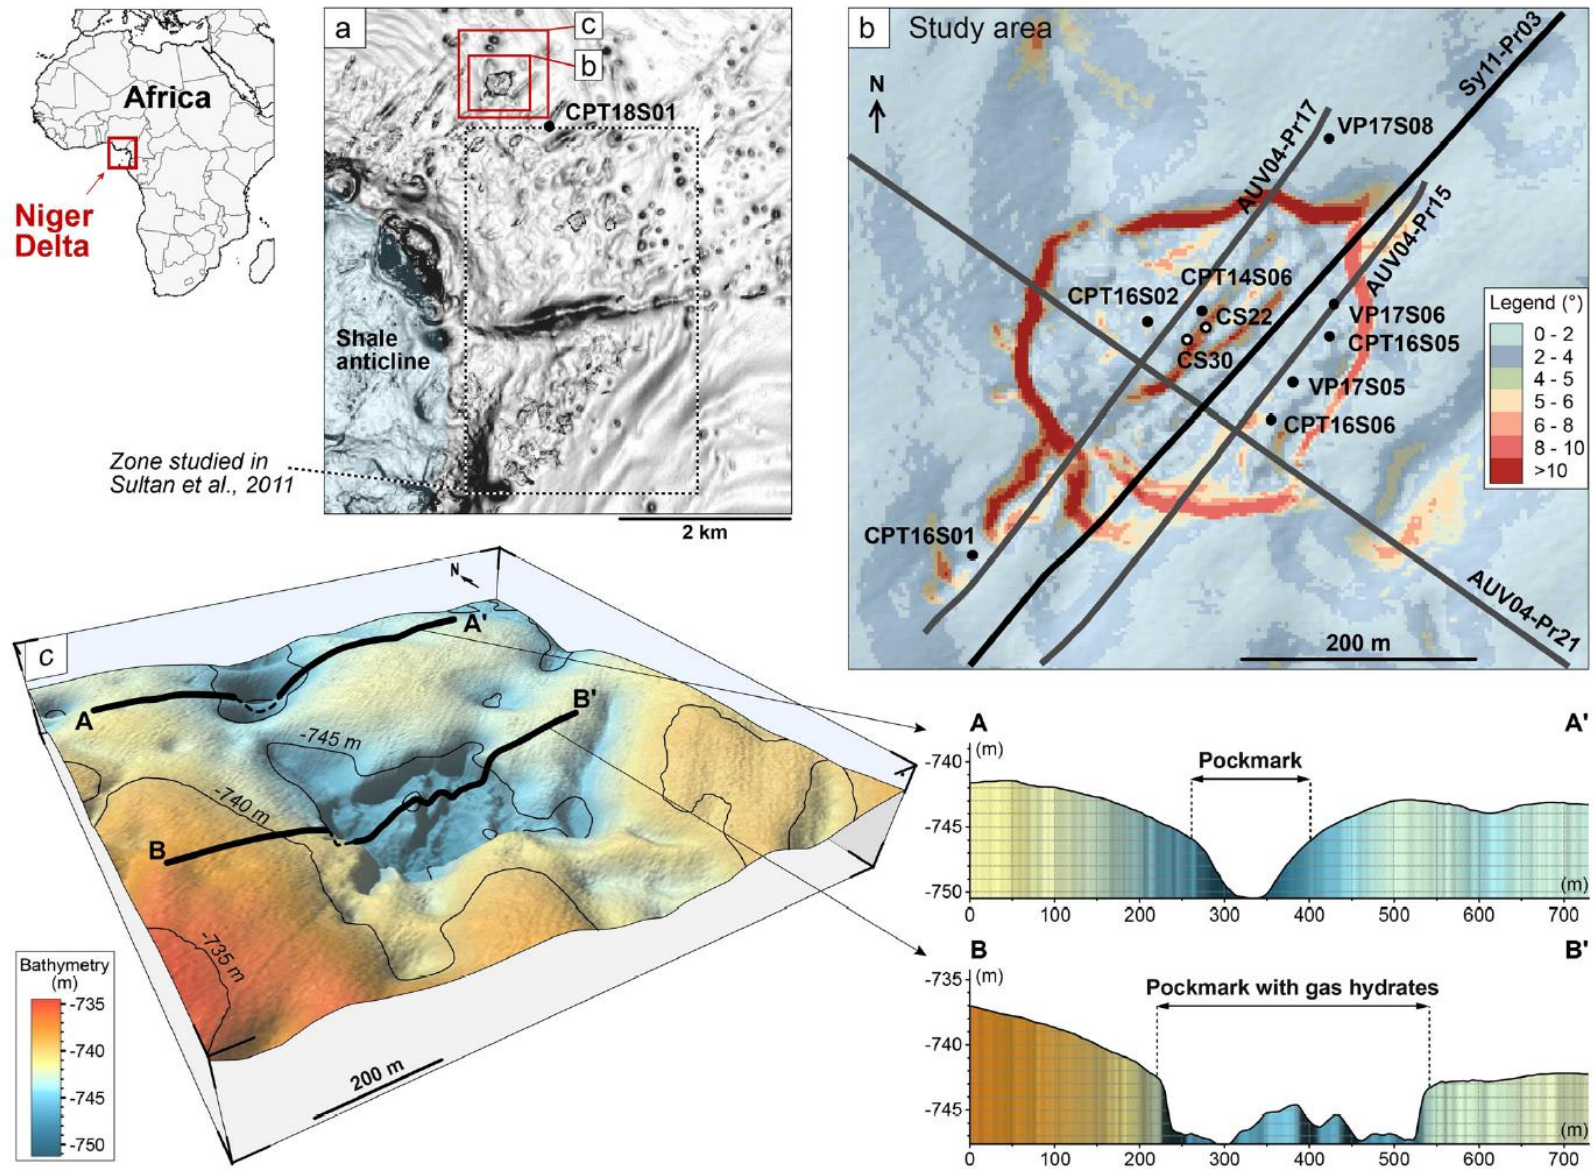 Africa
Niger
Delta
a
c
b
CPT18S01
Shale
anticline
Zone studied in
Sultan et al., 2011
2 km
b
Study area
N
Sy11-Pr03
AUV04-Pr17
VP17S08
AUV04-Pr15
CPT14S06
CPT16S02
CS22
CS30
VP17S06
CPT16S05
VP17S05
CPT16S06
CPT16S01
AUV04-Pr21
200 m
Legend (°)
0 - 2
2 - 4
4 - 5
5 - 6
6 - 8
8 - 10
>10
C
N
A
A'
B
B'
-745 m
-740 m
-735 m
200 m
Bathymetry
(m)
-735
-740
-745
-750
A
A'
(m)
Pockmark
-740
-745
-750
(m)
0 100 200 300 400 500 600 700
B
B'
(m)
Pockmark with gas hydrates
-735
-740
-745
(m)
0 100 200 300 400 500 600 700